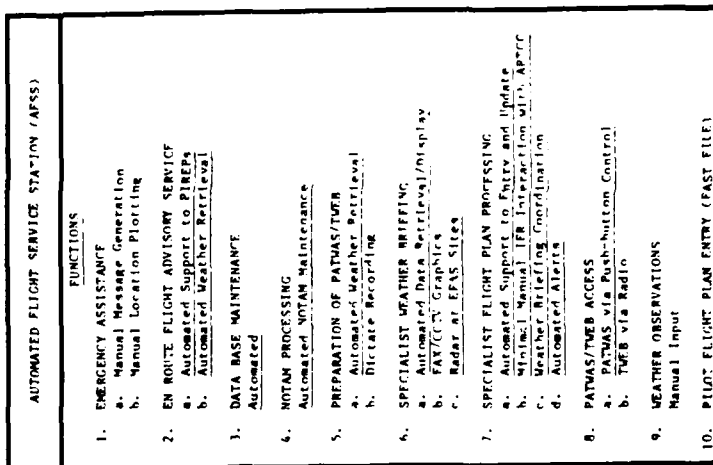 AUTOMATED FLIGHT SERVICE STATION (AFSS)
FUNCTIONS
1. EMERGENCY ASSISTANCE
a. Manual Message Generation
b. Manual Location Plotting
2. EN ROUTE FLIGHT ADVISORY SERVICE
a. Automated Support to PIREPs
b. Automated Weather Retrieval
3. DATA BASE MAINTENANCE
Automated
4. NOTAM PROCESSING
Automated NOTAM Maintenance
5. PREPARATION OF PATWAS/TWEB
a. Automated Weather Retrieval
b. Dictate Recording
6. SPECIALIST WEATHER BRIEFING
a. Automated Data Retrieval/Display
b. FAX/CCTV Graphics
c. Radar at EFAS Sites
7. SPECIALIST FLIGHT PLAN PROCESSING
a. Automated Support to Entry and Update
b. Minimal Manual IFR Interaction with ARTCC
c. Weather Briefing Coordination
d. Automated Alerts
8. PATWAS/TWEB ACCESS
a. PATWAS via Push-button Control
b. TWEB via Radio
9. WEATHER OBSERVATIONS
Manual Input
10. PILOT FLIGHT PLAN ENTRY (FAST FILE)